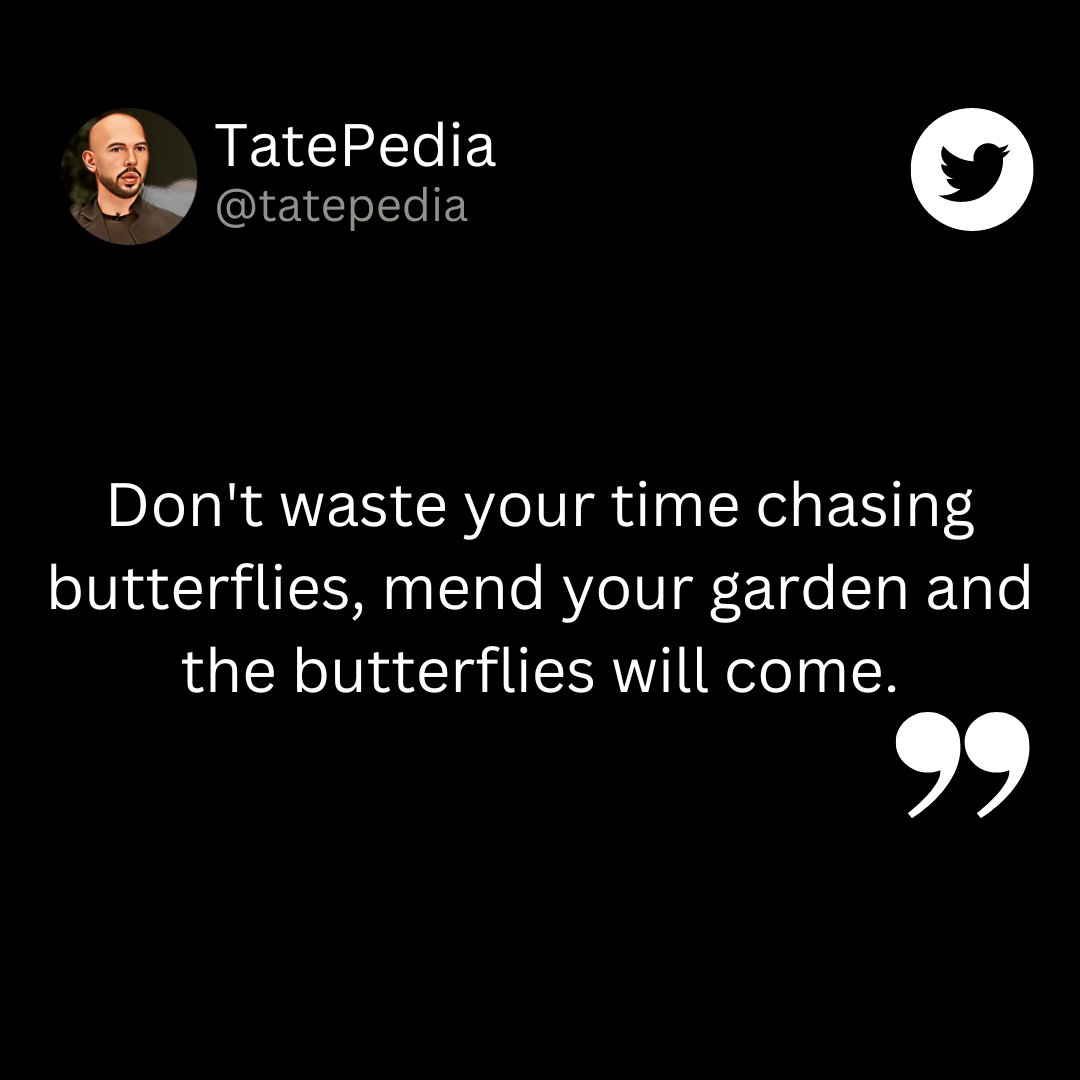 TatePedia
@tatepedia
Don't waste your time chasing
butterflies, mend your garden and
the butterflies will come.
”